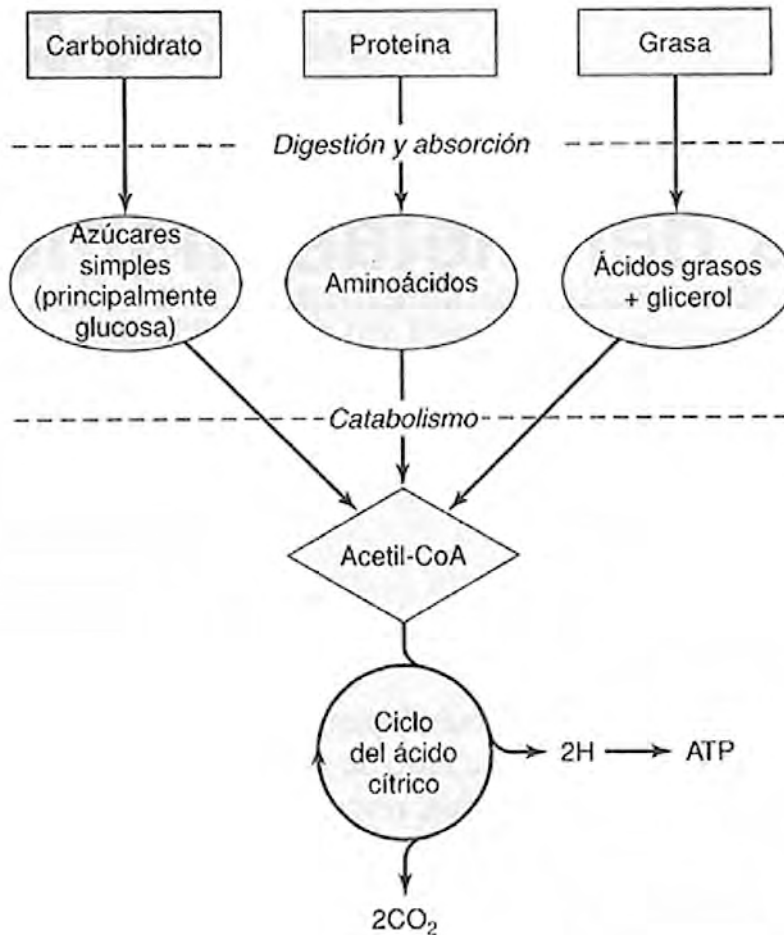 Carbohidrato
Proteína
Grasa
Digestión y absorción
Azúcares
simples
(principalmente
glucosa)
Aminoácidos
Ácidos grasos
+ glicerol
Catabolismo
Acetil-CoA
Ciclo
del ácido
cítrico
2H
ATP
2CO₂